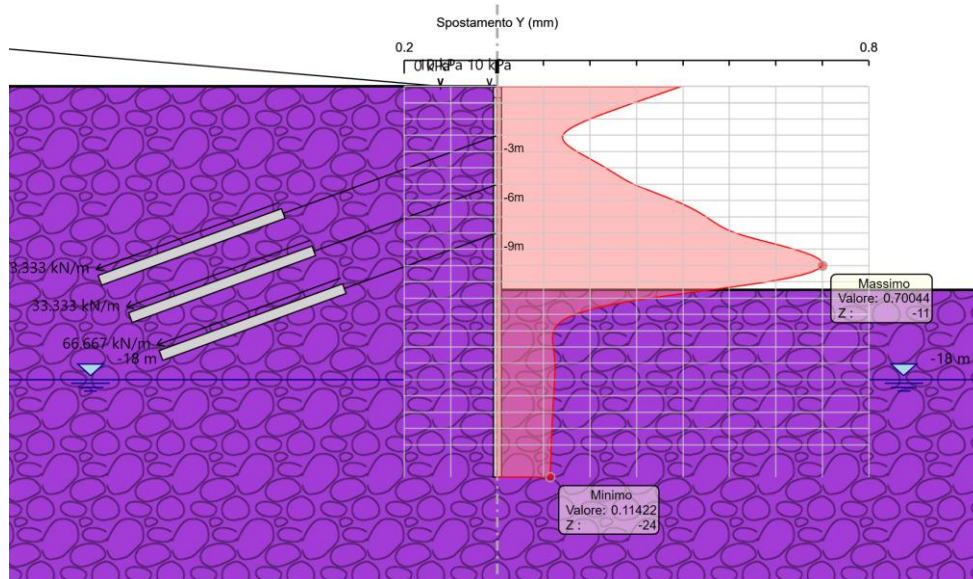 Spostamento Y (mm)
0.2
0.8
10 kPa
-3m
-6m
-9m
3.333 kN/m
33.333 kN/m
66.667 kN/m
-18 m
-18 m
Massimo
Valore: 0.70044
Z : -11
Minimo
Valore: 0.11422
Z : -24